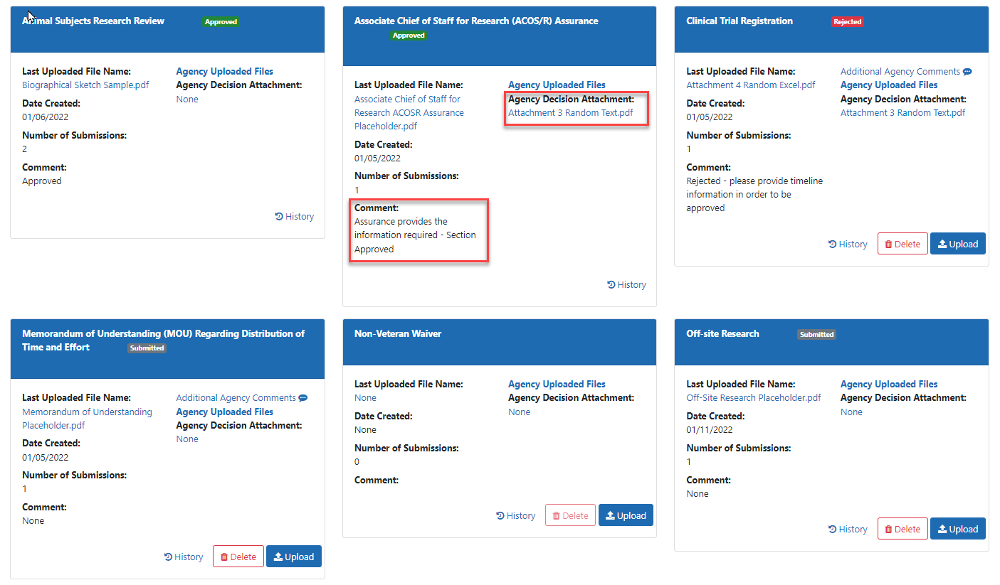 Animal Subjects Research Review
Approved
Last Uploaded File Name:
Biographical Sketch Sample.pdf
Date Created:
01/06/2022
Number of Submissions:
2
Comment:
Approved
Agency Uploaded Files
Agency Decision Attachment:
None
History
Associate Chief of Staff for Research (ACOS/R) Assurance
Approved
Last Uploaded File Name:
Associate Chief of Staff for
Research ACOSR Assurance
Placeholder.pdf
Date Created:
01/05/2022
Number of Submissions:
1
Comment:
Assurance provides the
information required - Section
Approved
Agency Uploaded Files
Agency Decision Attachment:
Attachment 3 Random Text.pdf
History
Clinical Trial Registration
Rejected
Last Uploaded File Name:
Attachment 4 Random Excel.pdf
Date Created:
01/05/2022
Number of Submissions:
1
Comment:
Rejected - please provide timeline
information in order to be
approved
Additional Agency Comments
Agency Uploaded Files
Agency Decision Attachment:
Attachment 3 Random Text.pdf
History Delete Upload
Memorandum of Understanding (MOU) Regarding Distribution of
Time and Effort Submitted
Last Uploaded File Name:
Memorandum of Understanding
Placeholder.pdf
Date Created:
01/05/2022
Number of Submissions:
1
Comment:
None
Additional Agency Comments
Agency Uploaded Files
Agency Decision Attachment:
None
History Delete Upload
Non-Veteran Waiver
Last Uploaded File Name:
None
Date Created:
None
Number of Submissions:
0
Comment:
Agency Uploaded Files
Agency Decision Attachment:
None
History Delete Upload
Off-site Research
Submitted
Last Uploaded File Name:
Off-Site Research Placeholder.pdf
Date Created:
01/11/2022
Number of Submissions:
1
Comment:
None
Agency Uploaded Files
Agency Decision Attachment:
None
History Delete Upload